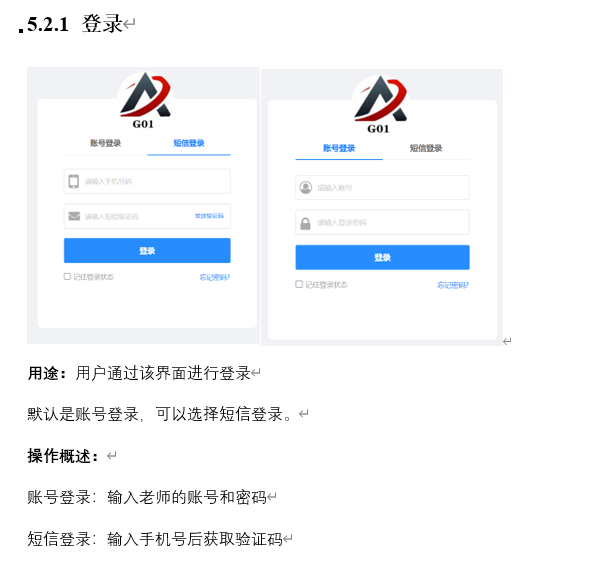 5.2.1 登录
G01
账号登录 短信登录
请输入手机号码
请输入短信验证码 发送验证码
登录
记住登录状态 忘记密码?
G01
账号登录 短信登录
请输入账号
请输入登录密码
登录
记住登录状态 忘记密码?
用途：用户通过该界面进行登录
默认是账号登录，可以选择短信登录。
操作概述：
账号登录：输入老师的账号和密码
短信登录：输入手机号后获取验证码